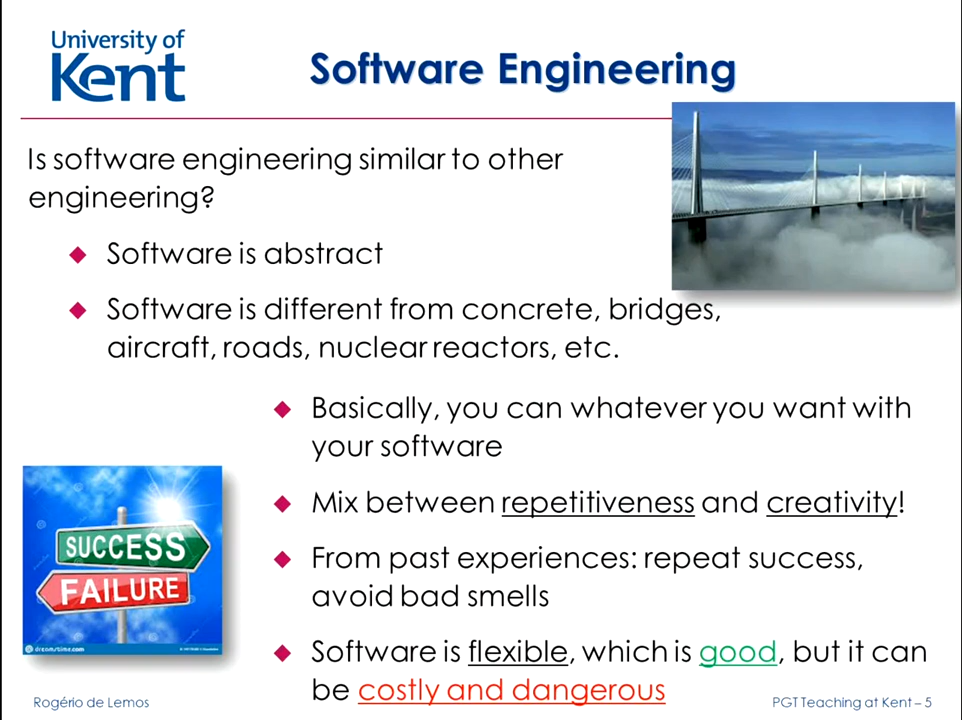 University of
Kent
Software Engineering
Is software engineering similar to other
engineering?
Software is abstract
Software is different from concrete, bridges,
aircraft, roads, nuclear reactors, etc.
Basically, you can whatever you want with
your software
Mix between repetitiveness and creativity!
From past experiences: repeat success,
avoid bad smells
SUCCESS
FAILURE
dreamstime.com
Software is flexible, which is good, but it can
be costly and dangerous
Rogério de Lemos
PGT Teaching at Kent – 5